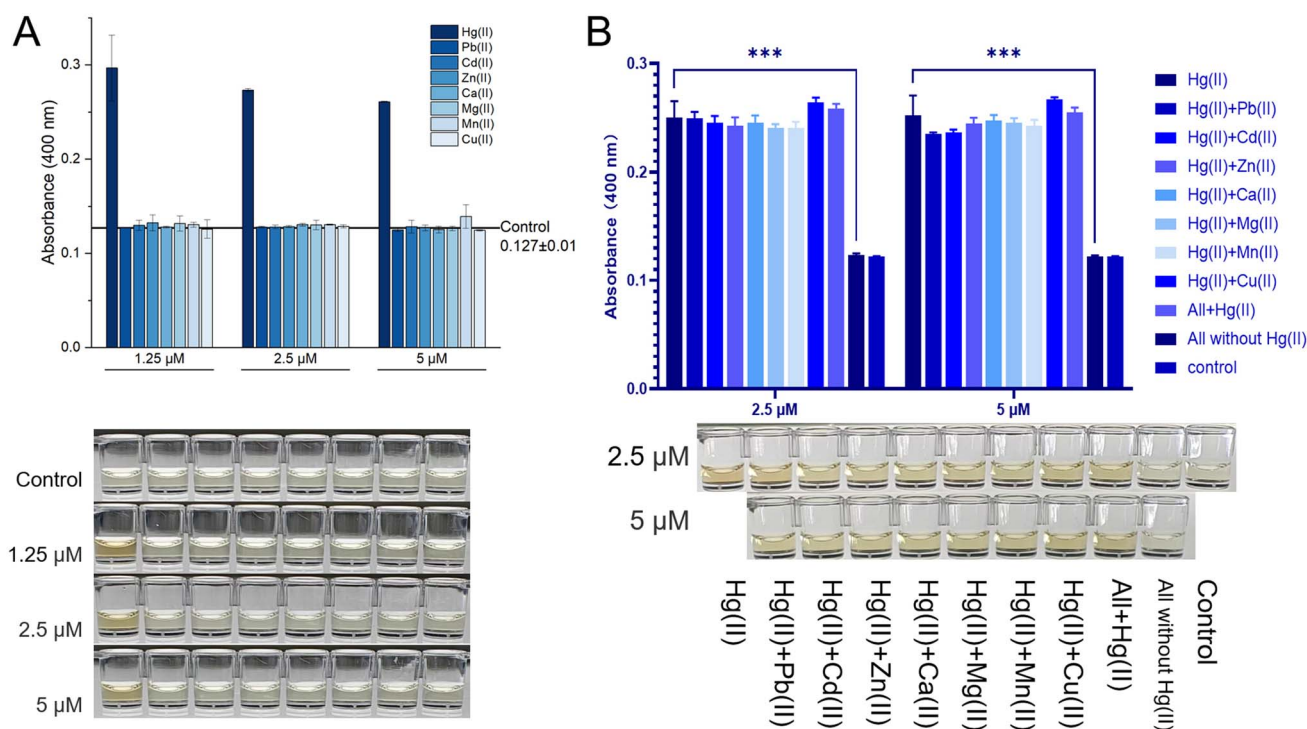 A
Absorbance (400 nm)
0.3
0.2
0.1
0.0
Hg(II)
Pb(II)
Cd(II)
Zn(II)
Ca(II)
Mg(II)
Mn(II)
Cu(II)
Control
0.127±0.01
1.25 µM
2.5 µM
5 µM
Control
1.25 µM
2.5 µM
5 µM
B
Absorbance (400 nm)
0.3
0.2
0.1
0.0
***
***
2.5 µM
5 µM
Hg(II)
Hg(II)+Pb(II)
Hg(II)+Cd(II)
Hg(II)+Zn(II)
Hg(II)+Ca(II)
Hg(II)+Mg(II)
Hg(II)+Mn(II)
Hg(II)+Cu(II)
All+Hg(II)
All without Hg(II)
control
2.5 µM
5 µM
Hg(II)
Hg(II)+Pb(II)
Hg(II)+Cd(II)
Hg(II)+Zn(II)
Hg(II)+Ca(II)
Hg(II)+Mg(II)
Hg(II)+Mn(II)
Hg(II)+Cu(II)
All+Hg(II)
All without Hg(II)
Control